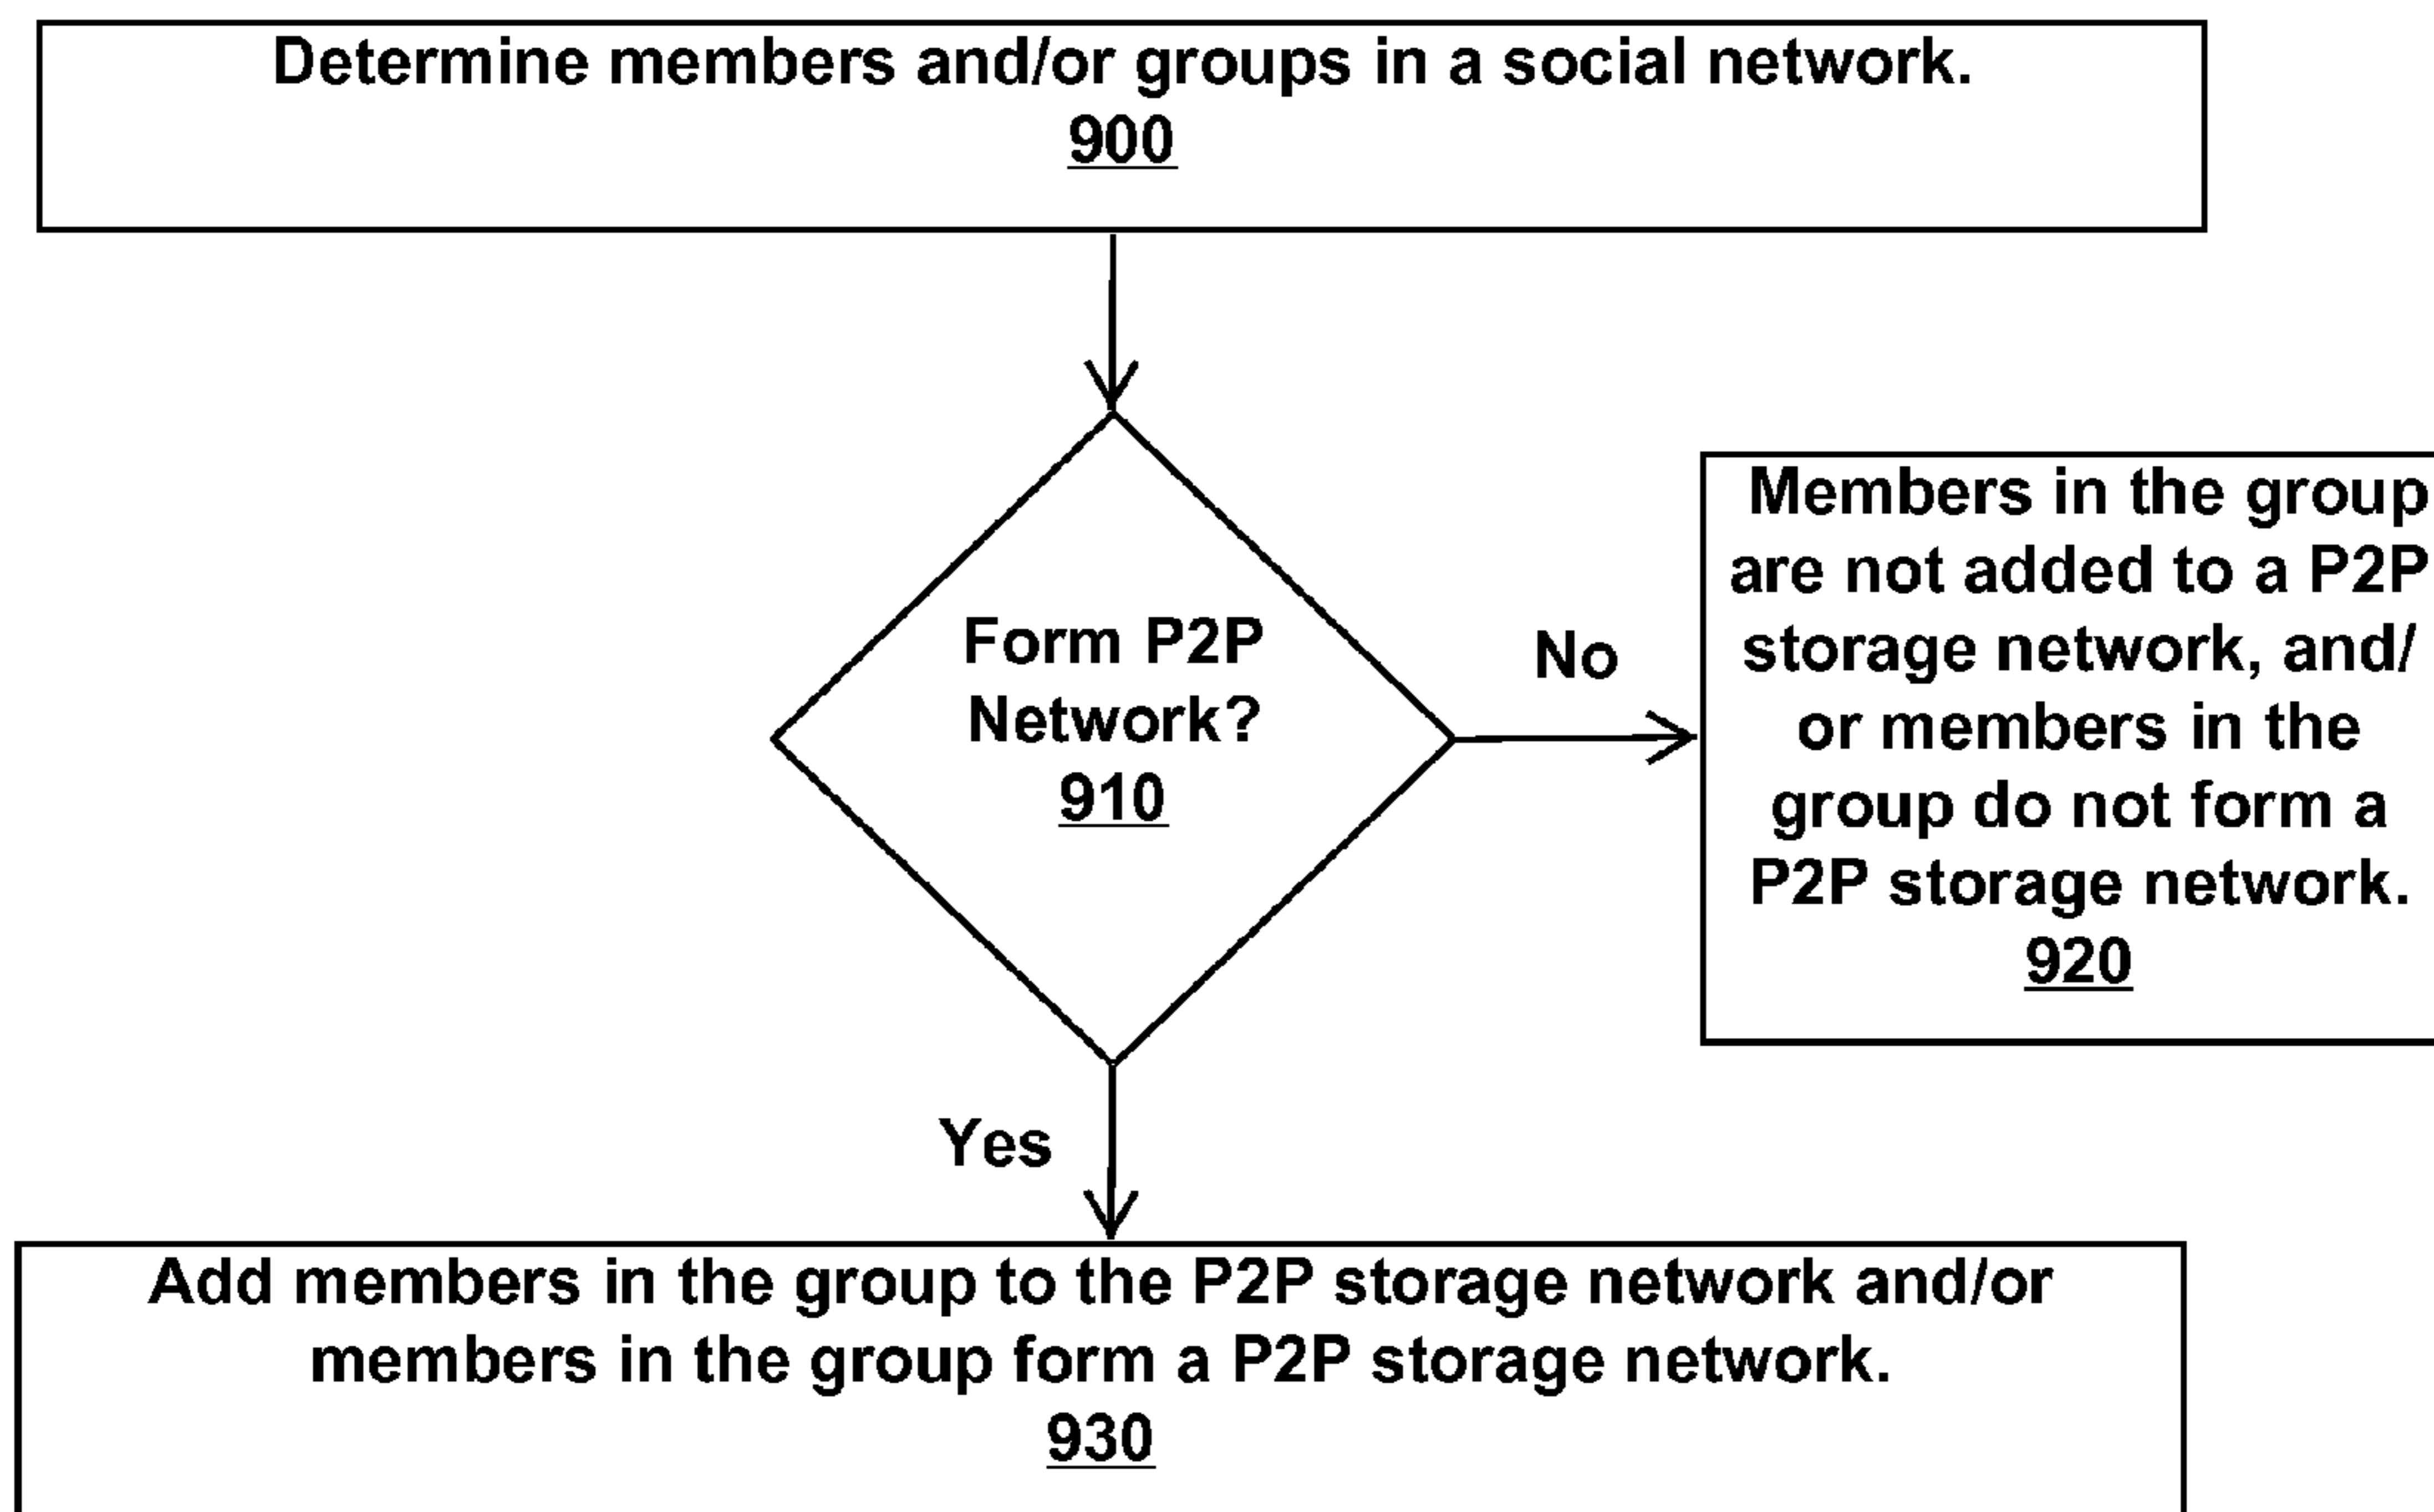 Determine members and/or groups in a social network.
900
Form P2P
Network?
910
No
Members in the group
are not added to a P2P
storage network, and/
or members in the
group do not form a
P2P storage network.
920
Yes
Add members in the group to the P2P storage network and/or
members in the group form a P2P storage network.
930